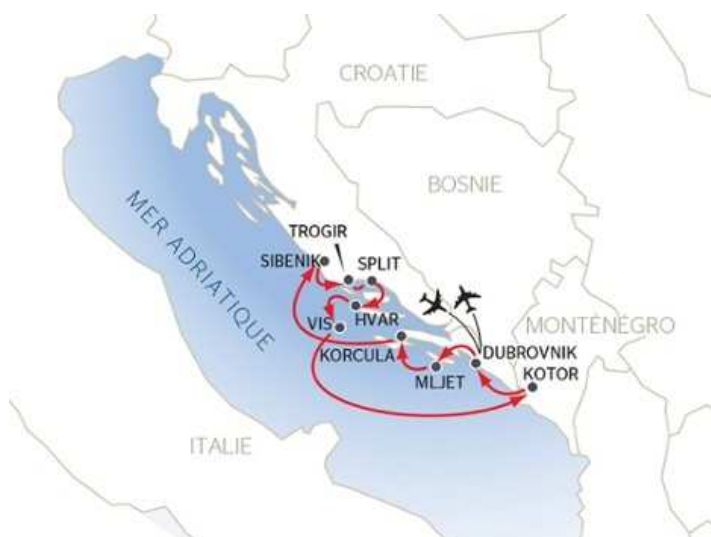 CROATIE
BOSNIE
MER ADRIATIQUE
TROGIR
SIBENIK
SPLIT
HVAR
VIS
MONTENEGRO
KORCULA
DUBROVNIK
MLJET
KOTOR
ITALIE